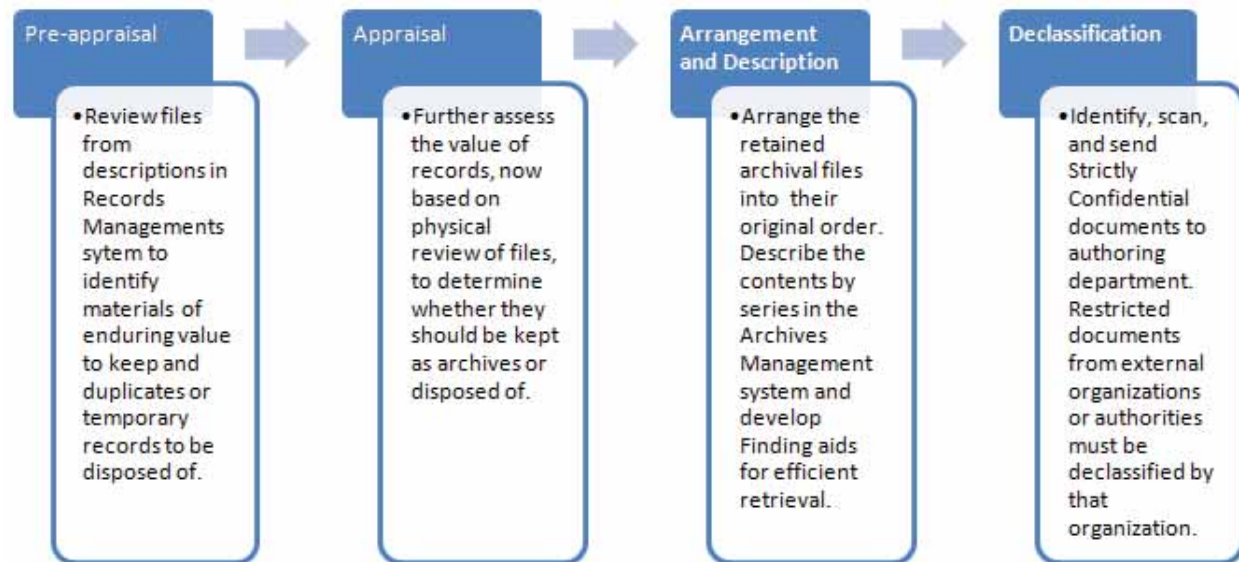 Pre-appraisal
•Review files
from
descriptions in
Records
Managements
sytem to
identify
materials of
enduring value
to keep and
duplicates or
temporary
records to be
disposed of.
Appraisal
•Further assess
the value of
records, now
based on
physical
review of files,
to determine
whether they
should be kept
as archives or
disposed of.
Arrangement
and Description
•Arrange the
retained
archival files
into their
original order.
Describe the
contents by
series in the
Archives
Management
system and
develop
Finding aids
for efficient
retrieval.
Declassification
•Identify, scan,
and send
Strictly
Confidential
documents to
authoring
department.
Restricted
documents
from external
organizations
or authorities
must be
declassified by
that
organization.